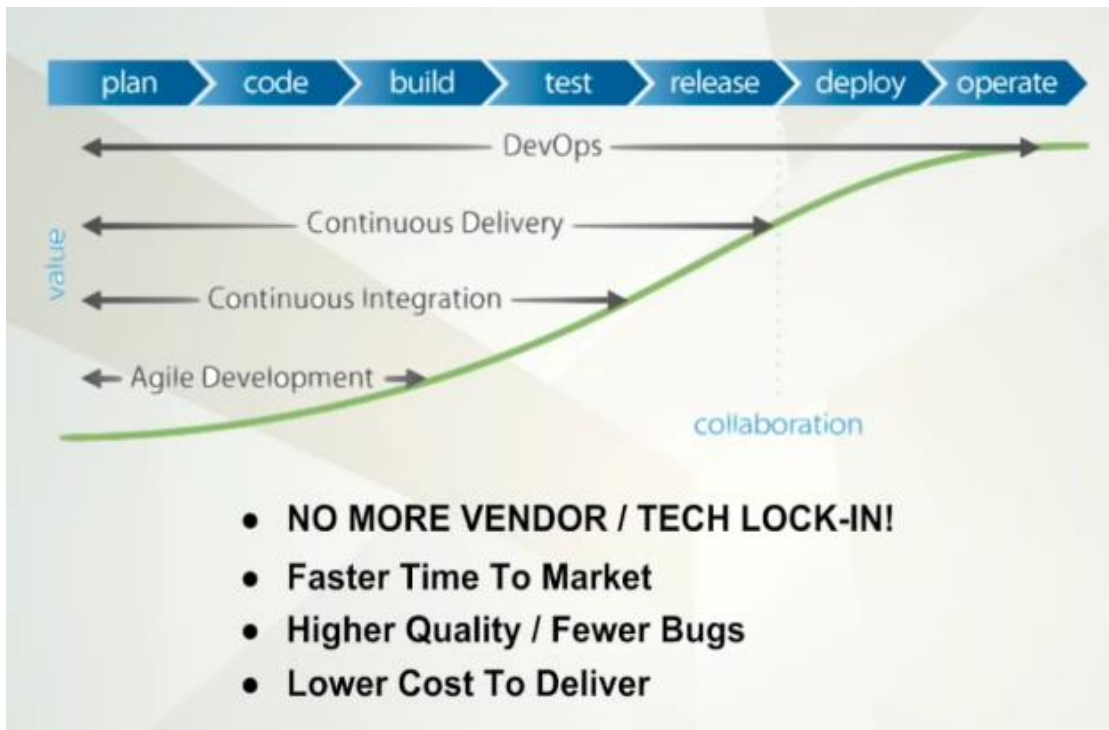 plan code build test release deploy operate
DevOps
Continuous Delivery
value
Continuous Integration
Agile Development
collaboration
● NO MORE VENDOR / TECH LOCK-IN!
● Faster Time To Market
● Higher Quality / Fewer Bugs
● Lower Cost To Deliver